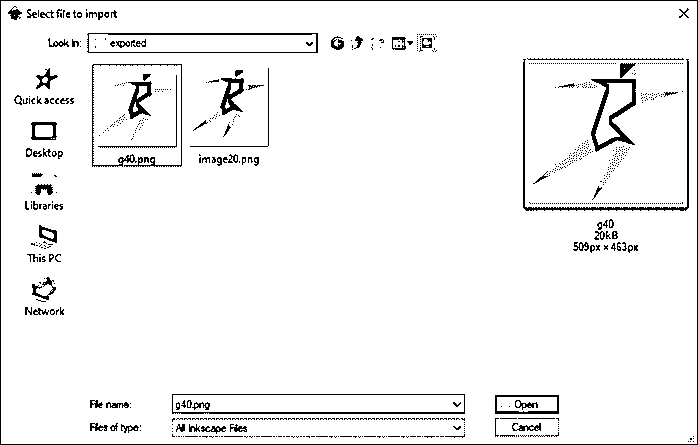 Select file to import
Look in: exported
Quick access
Desktop
Libraries
This PC
Network
g40.png
image20.png
g40
20kB
509px × 463px
File name: g40.png
Open
Files of type: All Inkscape Files
Cancel